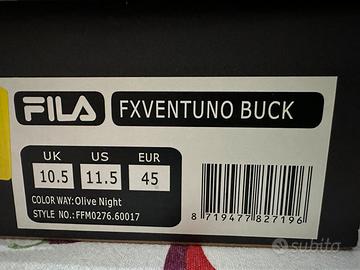 FILA
FXVENTUNO BUCK
UK US EUR
10.5 11.5 45
COLOR WAY:Olive Night
STYLE NO.:FFM0276.60017
8 719477 827196
subito